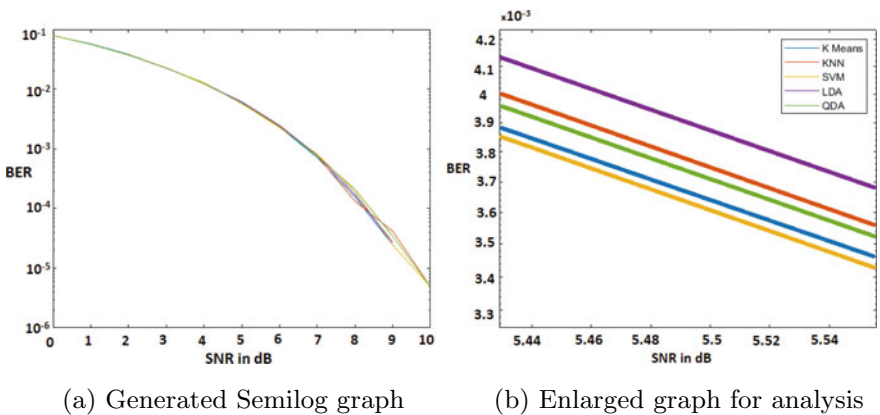 10-1
10-2
10-3
BER
10-4
10-5
10-6
0 1 2 3 4 5 6 7 8 9 10
SNR in dB
(a) Generated Semilog graph
×10-3
4.2
4.1
4
3.9
3.8
BER
3.7
3.6
3.5
3.4
3.3
K Means
KNN
SVM
LDA
QDA
5.44 5.46 5.48 5.5 5.52 5.54
SNR in dB
(b) Enlarged graph for analysis